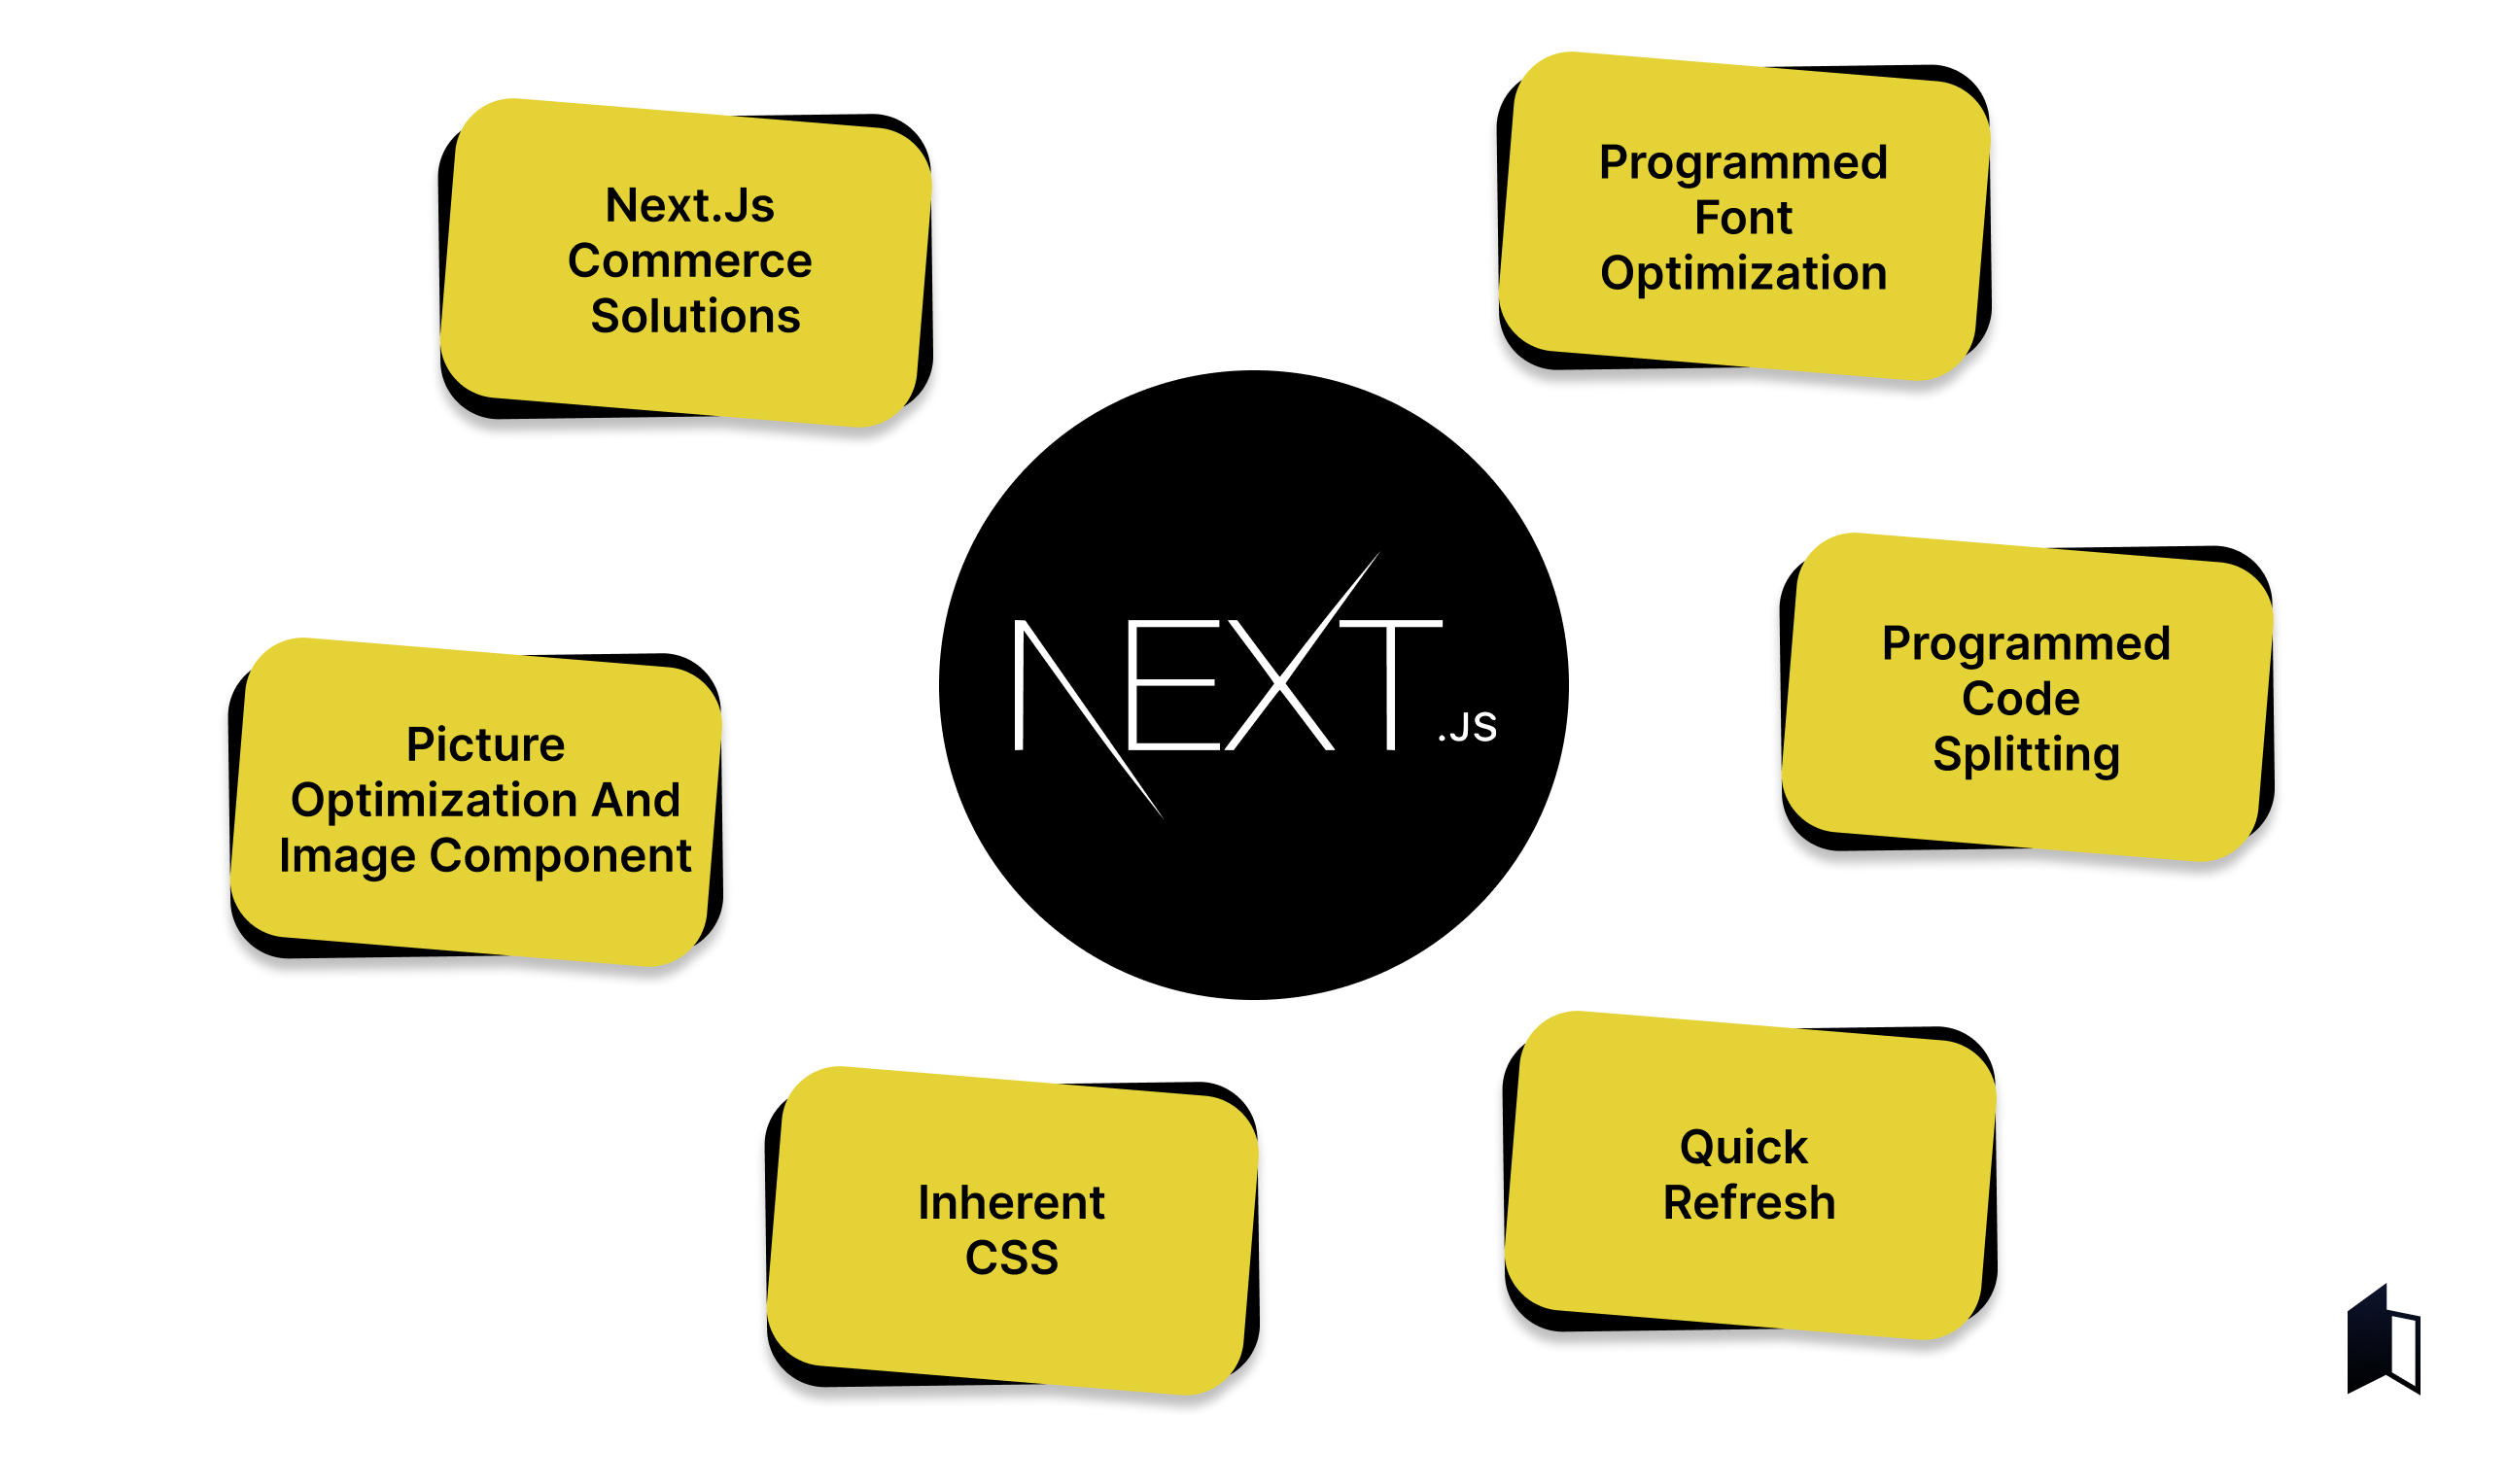 Next.Js
Commerce
Solutions
Programmed
Font
Optimization
NEXT
.JS
Programmed
Code
Splitting
Picture
Optimization And
Image Component
Inherent
CSS
Quick
Refresh